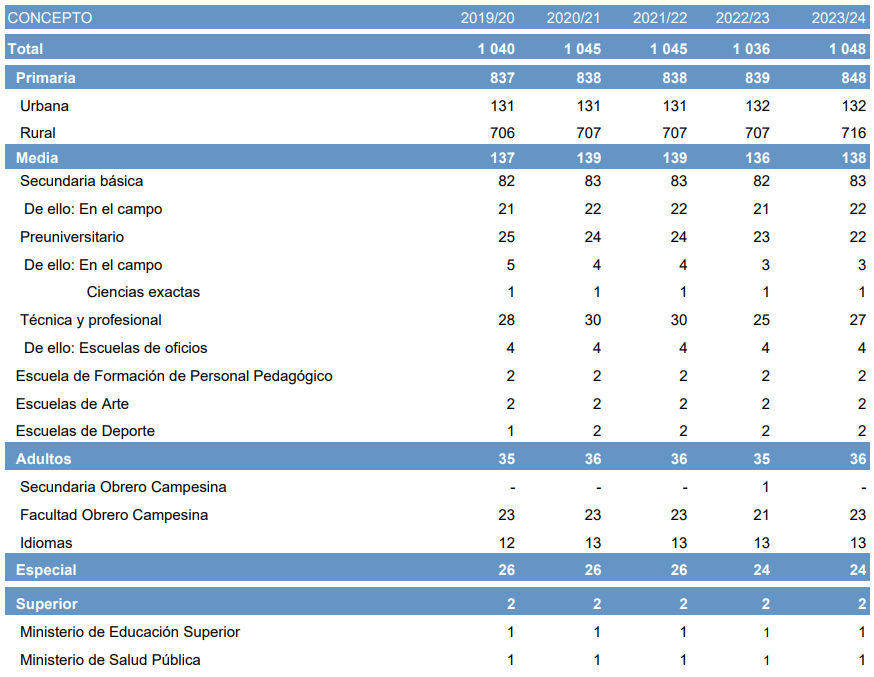 CONCEPTO 2019/20 2020/21 2021/22 2022/23 2023/24
Total 1 040 1 045 1 045 1 036 1 048
Primaria 837 838 838 839 848
Urbana 131 131 131 132 132
Rural 706 707 707 707 716
Media 137 139 139 136 138
Secundaria básica 82 83 83 82 83
De ello: En el campo 21 22 22 21 22
Preuniversitario 25 24 24 23 22
De ello: En el campo 5 4 4 3 3
Ciencias exactas 1 1 1 1 1
Técnica y profesional 28 30 30 25 27
De ello: Escuelas de oficios 4 4 4 4 4
Escuela de Formación de Personal Pedagógico 2 2 2 2 2
Escuelas de Arte 2 2 2 2 2
Escuelas de Deporte 1 2 2 2 2
Adultos 35 36 36 35 36
Secundaria Obrero Campesina - - - 1 -
Facultad Obrero Campesina 23 23 23 21 23
Idiomas 12 13 13 13 13
Especial 26 26 26 24 24
Superior 2 2 2 2 2
Ministerio de Educación Superior 1 1 1 1 1
Ministerio de Salud Pública 1 1 1 1 1